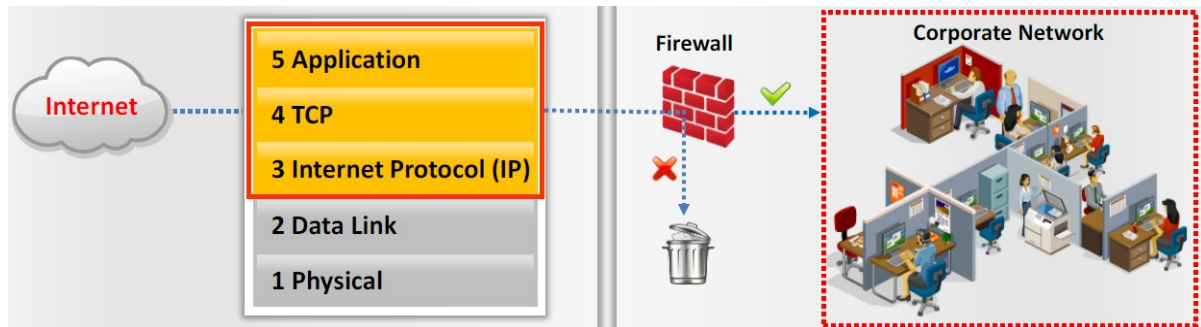 Internet
5 Application
4 TCP
3 Internet Protocol (IP)
2 Data Link
1 Physical
Firewall
Corporate Network